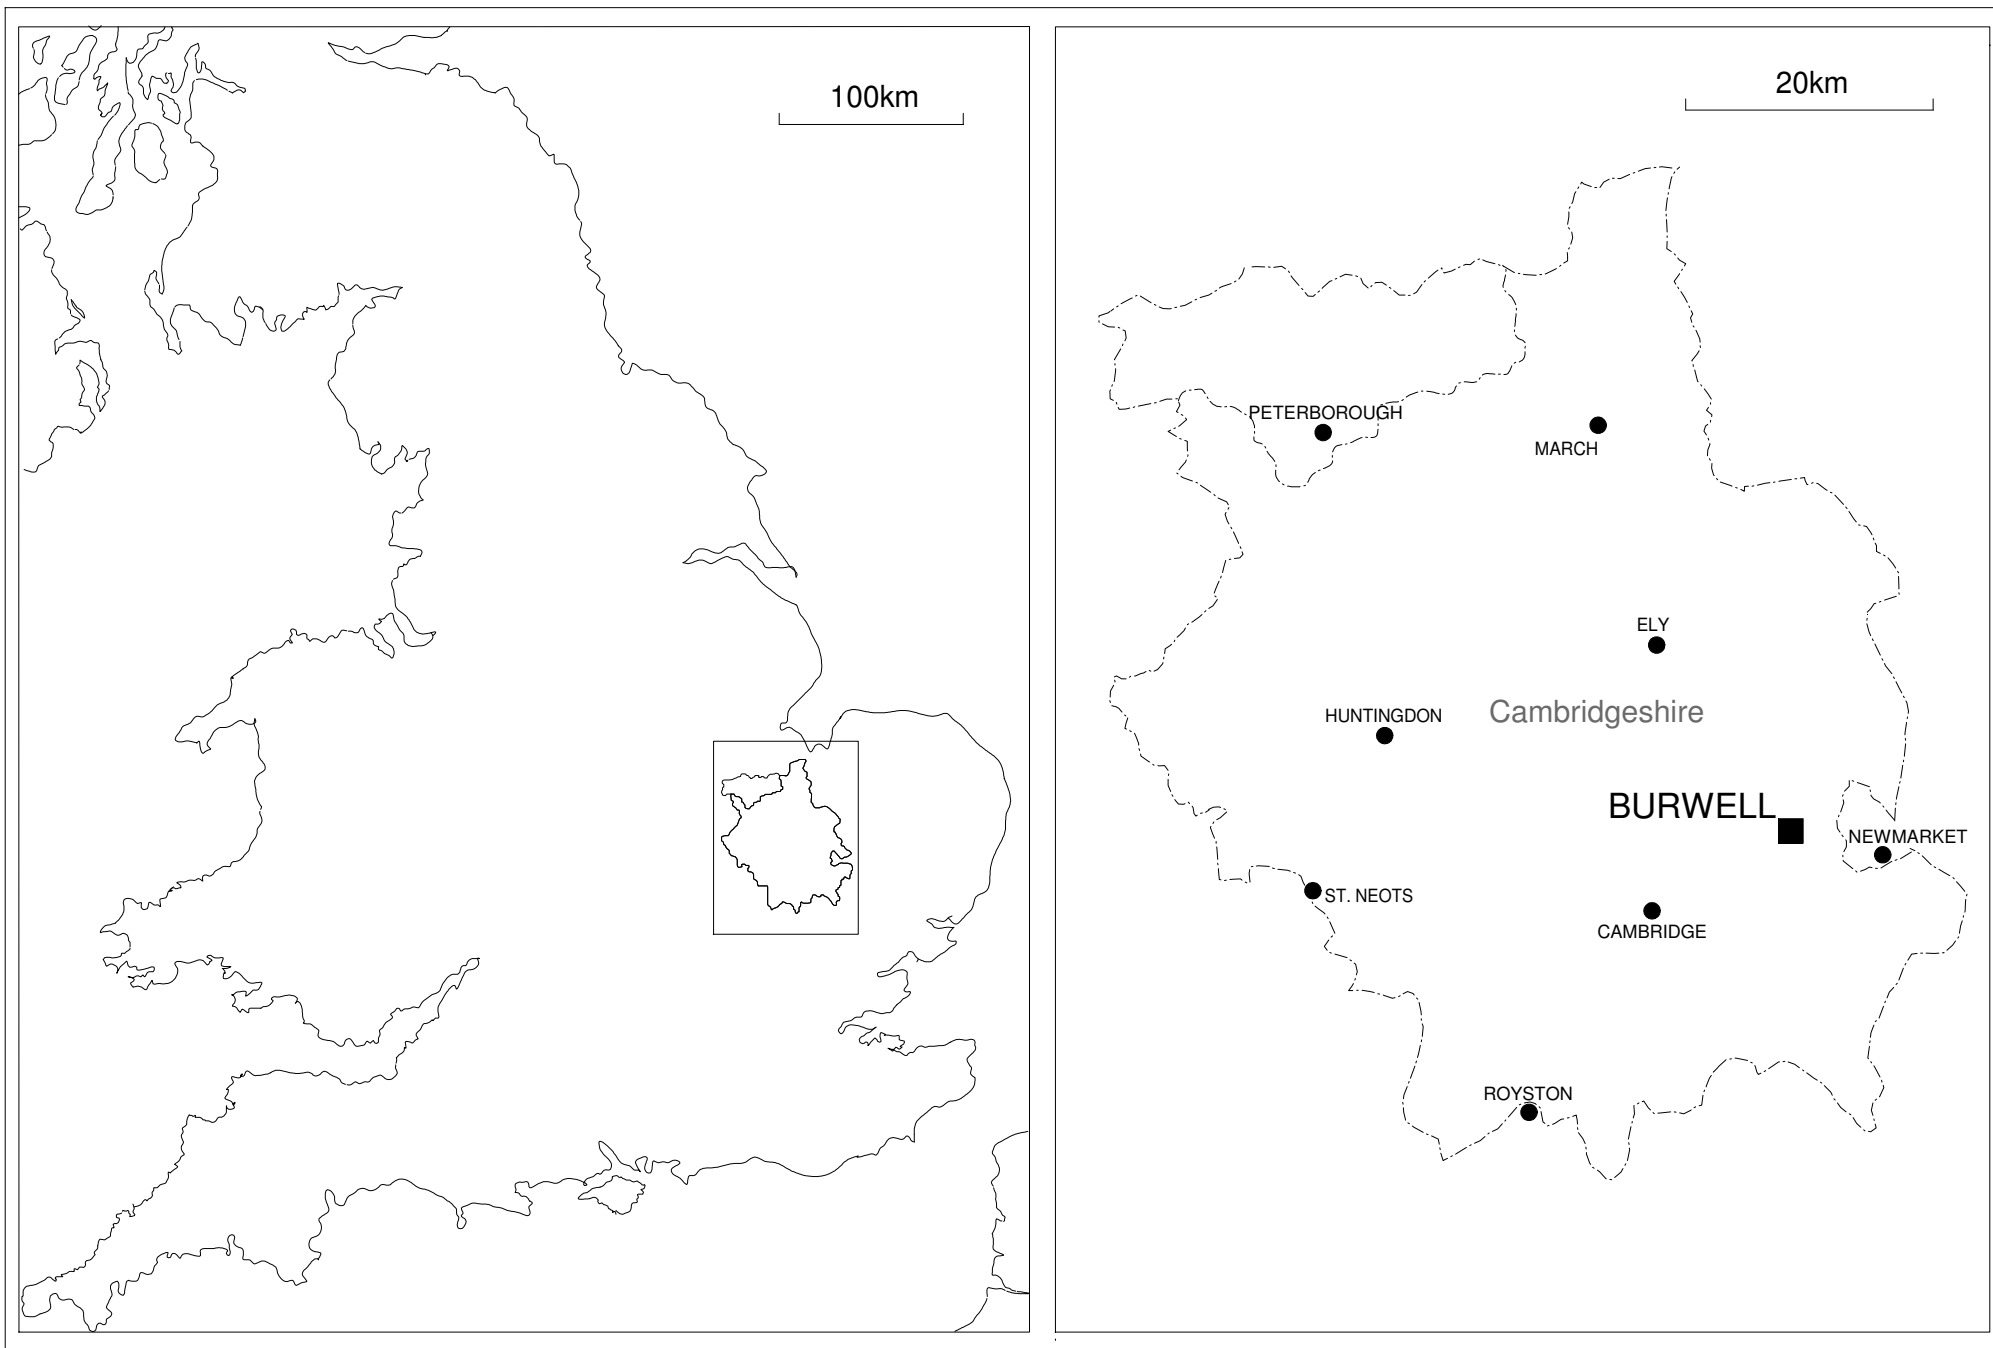 100km
20km
PETERBOROUGH
MARCH
ELY
HUNTINGDON
Cambridgeshire
BURWELL
NEWMARKET
ST. NEOTS
CAMBRIDGE
ROYSTON